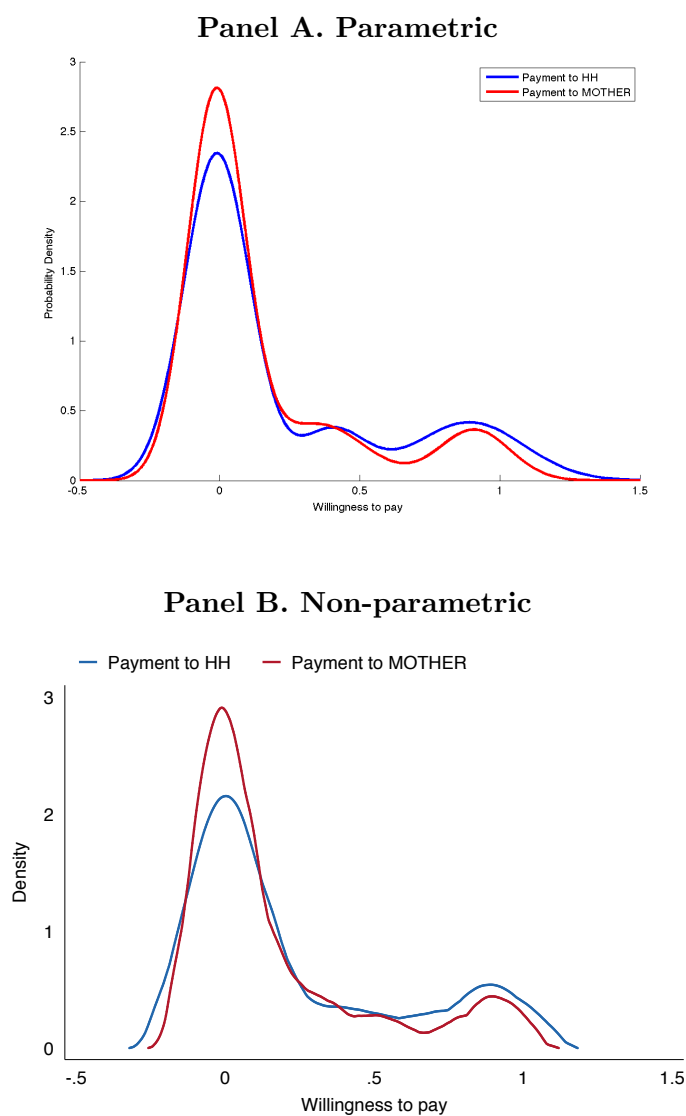 Panel A. Parametric
3
2.5
2
1.5
1
0.5
0
Probability Density
Payment to HH
Payment to MOTHER
-0.5 0 0.5 1 1.5
Willingness to pay
Panel B. Non-parametric
Payment to HH Payment to MOTHER
3
2
1
0
Density
-.5 0 .5 1 1.5
Willingness to pay